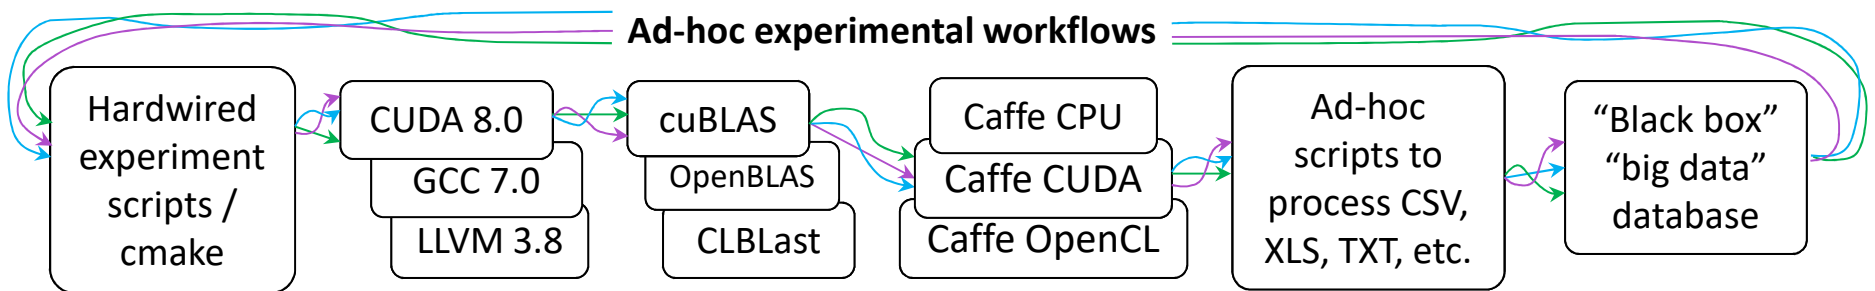 Ad-hoc experimental workflows
Hardwired
experiment
scripts /
cmake
CUDA 8.0
GCC 7.0
LLVM 3.8
cuBLAS
OpenBLAS
CLBLast
Caffe CPU
Caffe CUDA
Caffe OpenCL
Ad-hoc
scripts to
process CSV,
XLS, TXT, etc.
“Black box”
“big data”
database